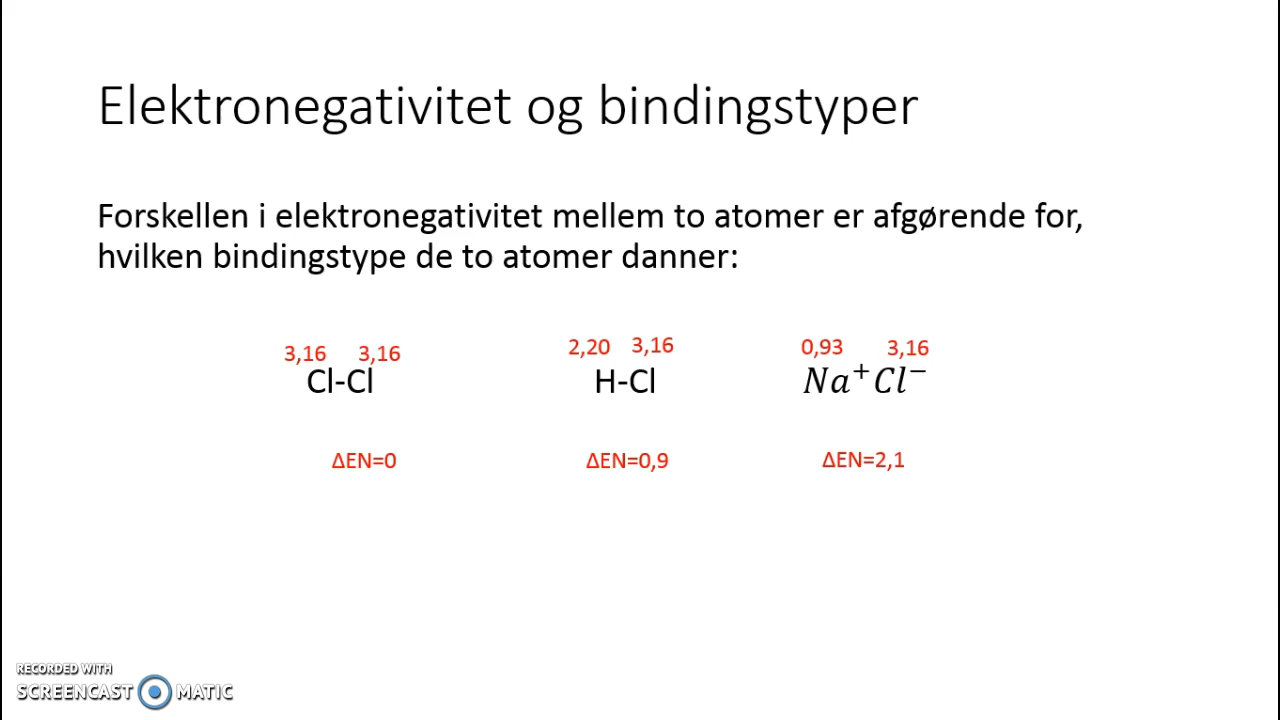 Elektronegativitet og bindingstyper
Forskellen i elektronegativitet mellem to atomer er afgørende for,
hvilken bindingstype de to atomer danner:
3,16 3,16 2,20 3,16 0,93 3,16
Cl-Cl H-Cl Na⁺Cl⁻
ΔEN=0 ΔEN=0,9 ΔEN=2,1
RECORDED WITH
SCREENCAST MATIC